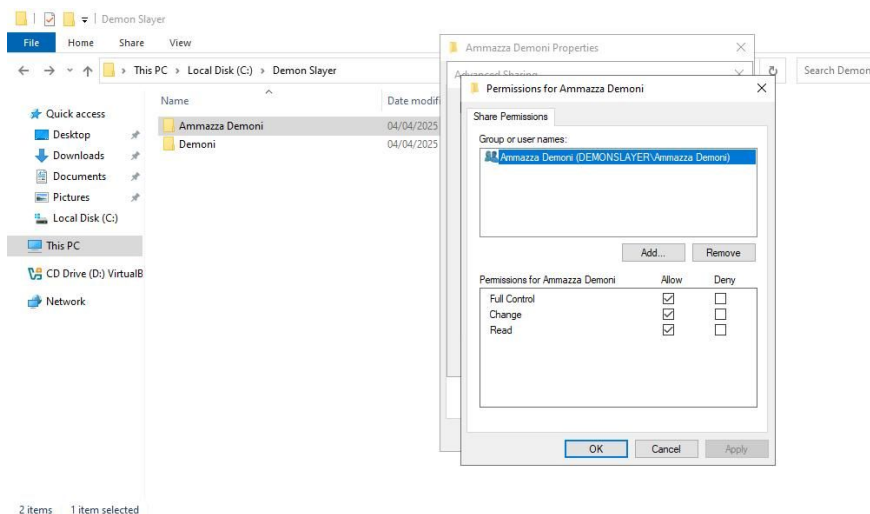 Demon Slayer
File Home Share View
This PC > Local Disk (C:) > Demon Slayer
Search Demon
Quick access
Desktop
Downloads
Documents
Pictures
Local Disk (C:)
This PC
CD Drive (D:) VirtualB
Network
Name Date modifi
Ammazza Demoni 04/04/2025
Demoni 04/04/2025
Ammazza Demoni Properties
Advanced Sharing
Permissions for Ammazza Demoni
Share Permissions
Group or user names:
Ammazza Demoni (DEMONSLAYER\Ammazza Demoni)
Add... Remove
Permissions for Ammazza Demoni Allow Deny
Full Control
Change
Read
OK Cancel Apply
2 items 1 item selected